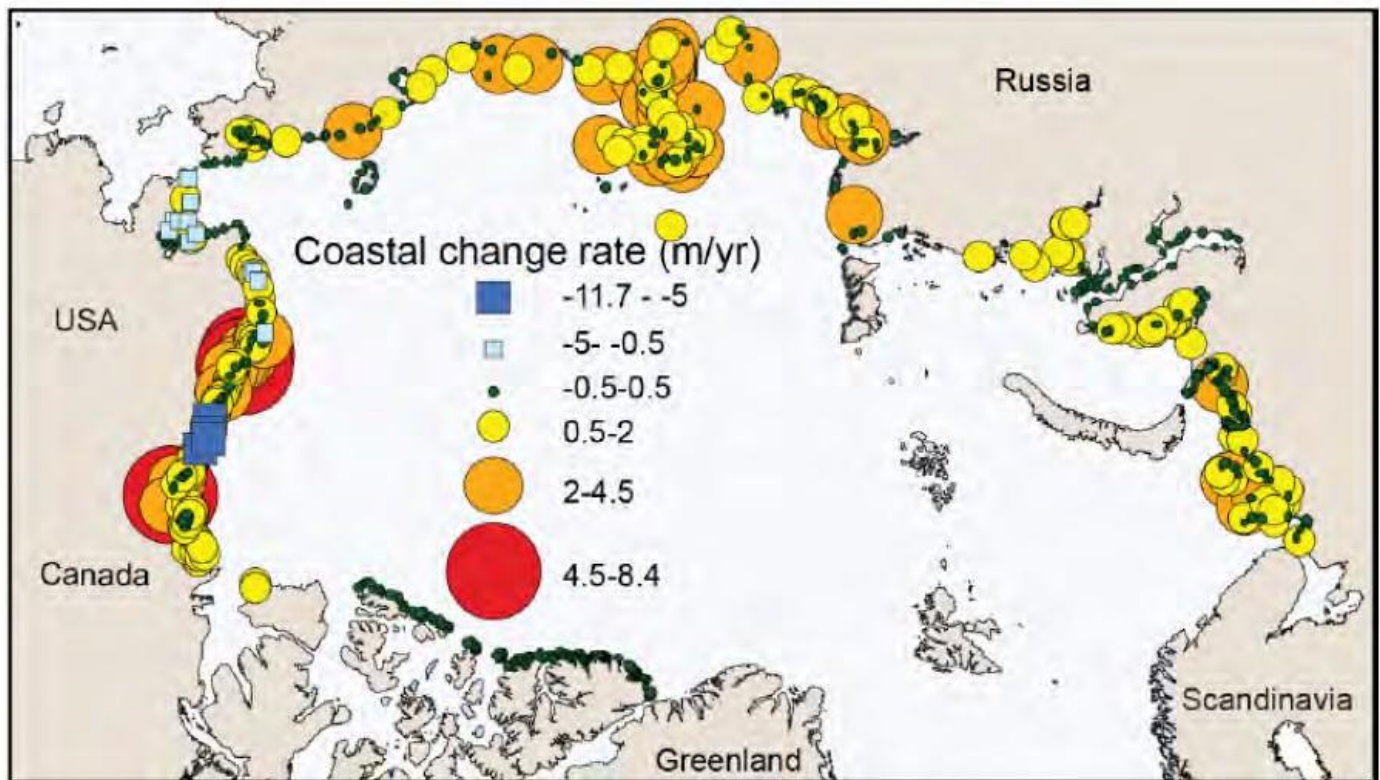 Russia
Coastal change rate (m/yr)
-11.7 - -5
USA
-5- -0.5
-0.5-0.5
0.5-2
2-4.5
Canada
4.5-8.4
Scandinavia
Greenland